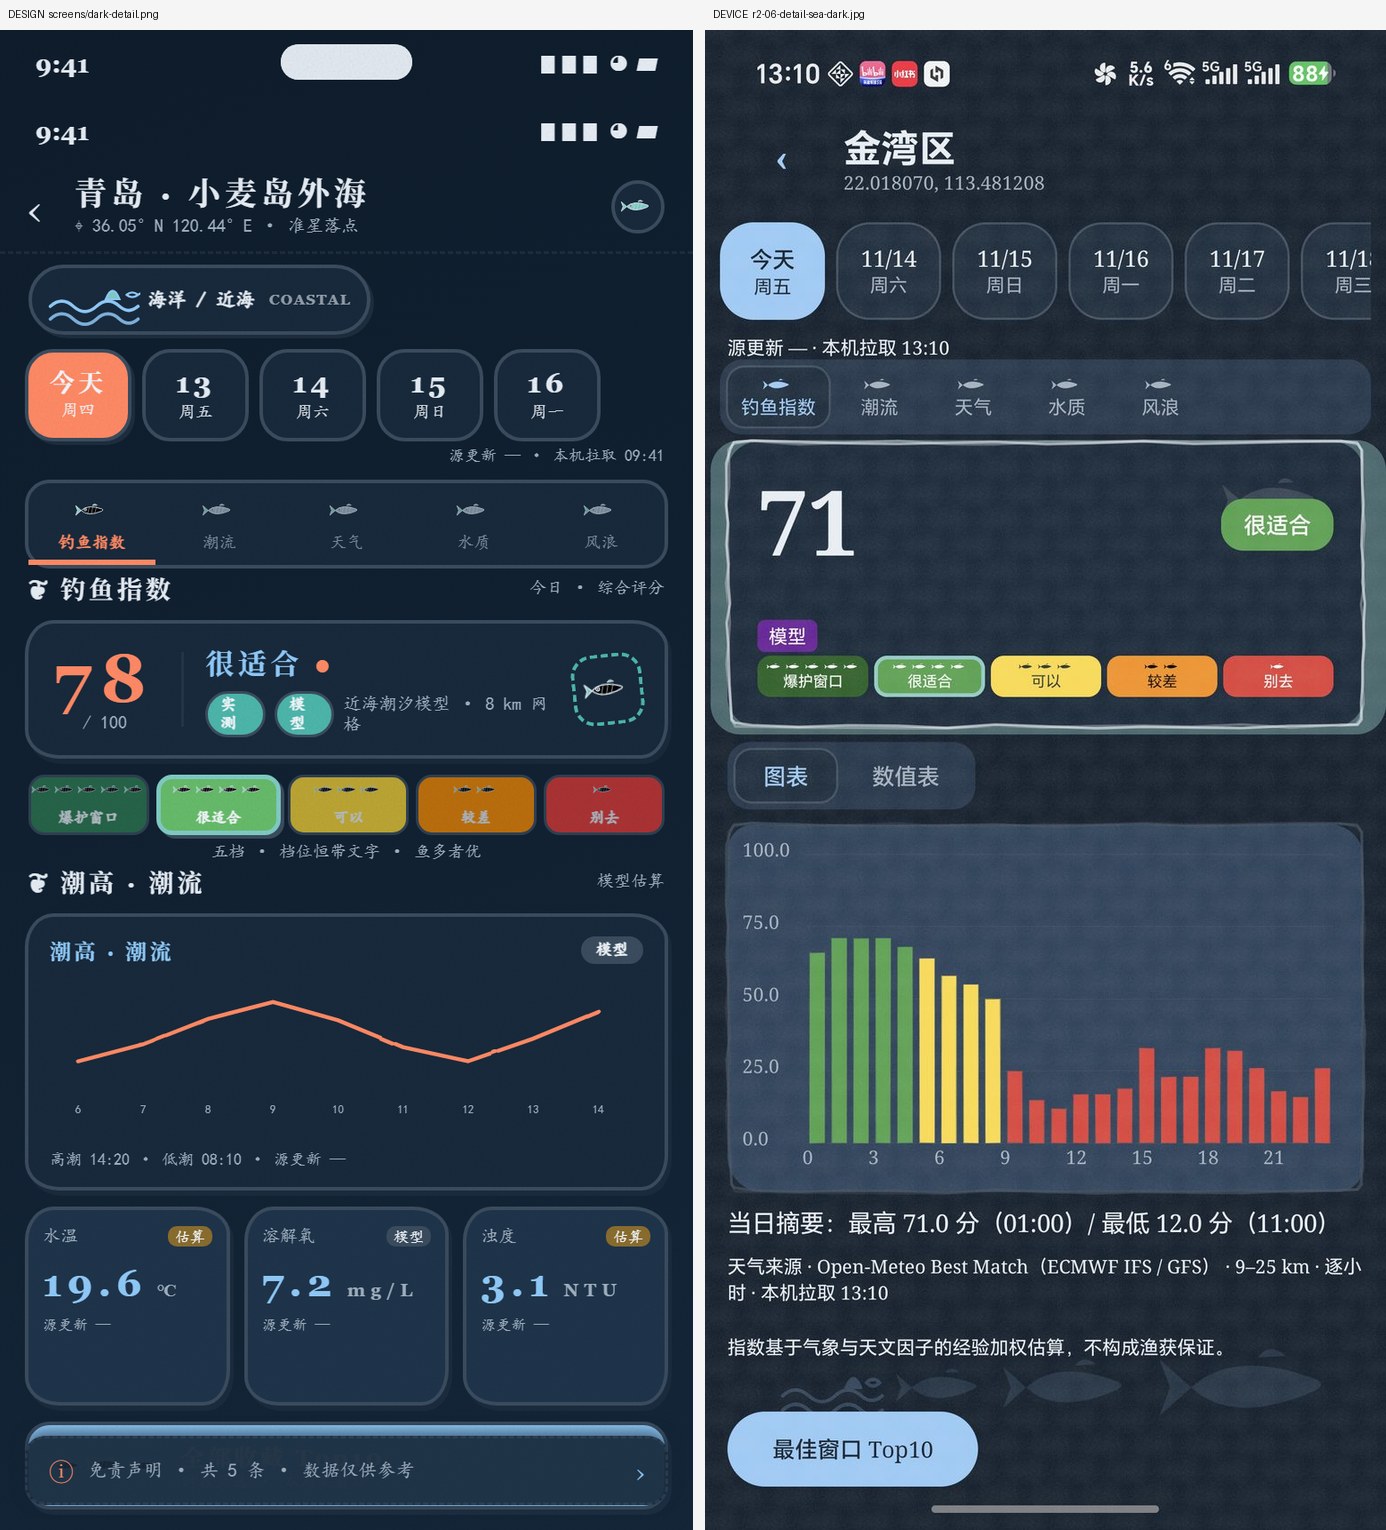 DESIGN screens/dark-detail.png
9:41
9:41
青岛 · 小麦岛外海
36.05° N 120.44° E • 准星落点
海洋 / 近海 COASTAL
今天 13 14 15 16
周四 周五 周六 周日 周一
源更新 — • 本机拉取 09:41
钓鱼指数 潮流 天气 水质 风浪
钓鱼指数 今日 • 综合评分
78 / 100
很适合
实测 模型 近海潮汐模型 • 8 km 网格
爆护窗口 很适合 可以 较差 别去
五档 • 档位恒带文字 • 鱼多者优
潮高 · 潮流 模型估算
潮高 · 潮流 模型
6 7 8 9 10 11 12 13 14
高潮 14:20 • 低潮 08:10 • 源更新 —
水温 估算 溶解氧 模型 浊度 估算
19.6 ℃ 7.2 mg/L 3.1 NTU
源更新 — 源更新 — 源更新 —
免责声明 • 共 5 条 • 数据仅供参考
DEVICE r2-06-detail-sea-dark.jpg
13:10 bilibili 小红书 5.6 K/s 6 5G 5G 88
金湾区
22.018070, 113.481208
今天 11/14 11/15 11/16 11/17 11/18
周五 周六 周日 周一 周二 周三
源更新 — · 本机拉取 13:10
钓鱼指数 潮流 天气 水质 风浪
71 很适合
模型
爆护窗口 很适合 可以 较差 别去
图表 数值表
100.0
75.0
50.0
25.0
0.0
0 3 6 9 12 15 18 21
当日摘要：最高 71.0 分（01:00）/ 最低 12.0 分（11:00）
天气来源 · Open-Meteo Best Match（ECMWF IFS / GFS） · 9–25 km · 逐小
时 · 本机拉取 13:10
指数基于气象与天文因子的经验加权估算，不构成渔获保证。
最佳窗口 Top10